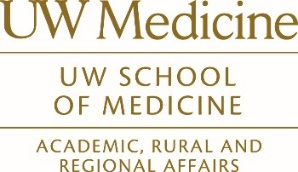 UW Medicine
UW SCHOOL
OF MEDICINE
ACADEMIC, RURAL AND
REGIONAL AFFAIRS